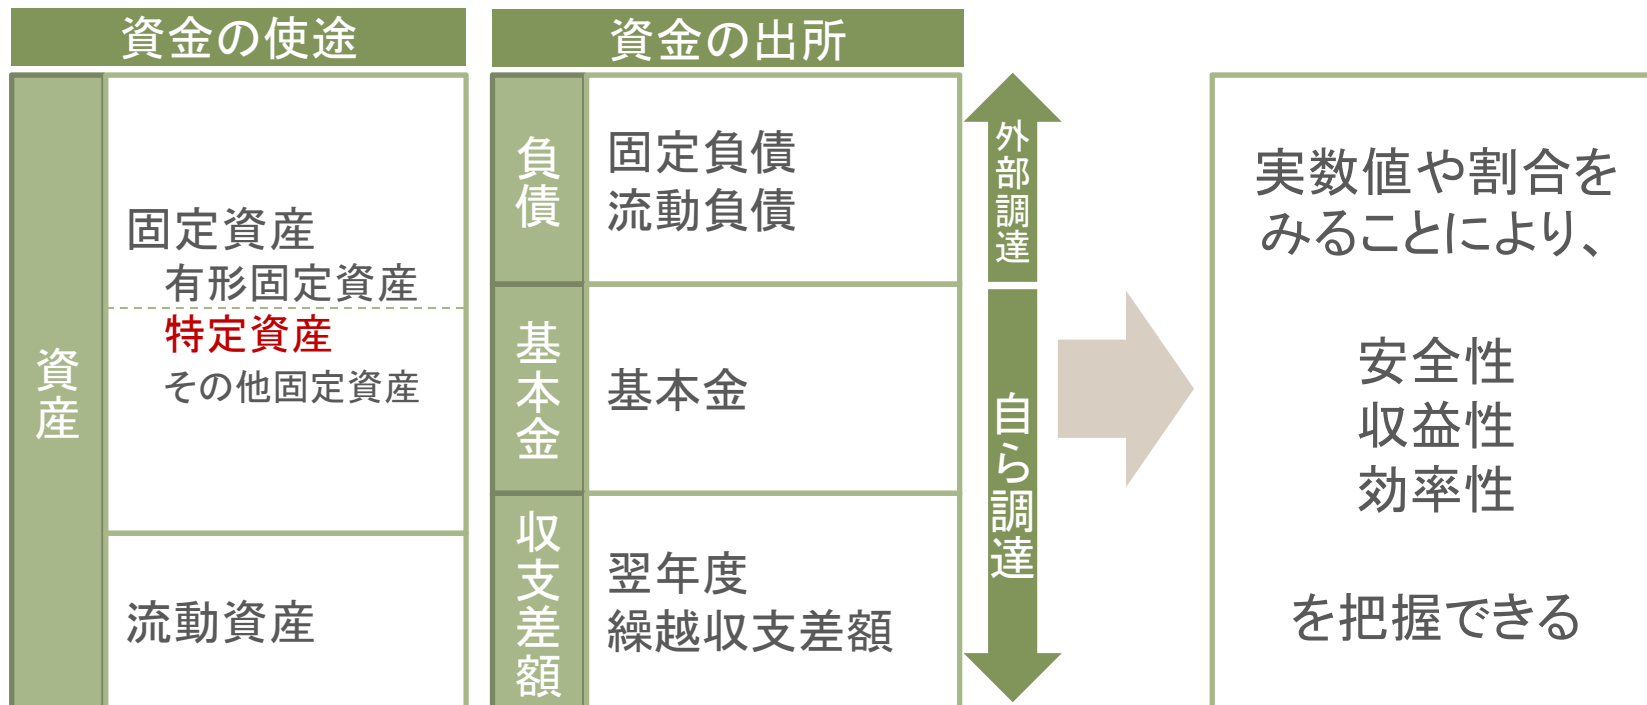 資金の使途
資産
固定資産
有形固定資産
特定資産
その他固定資産
流動資産
資金の出所
負債
固定負債
流動負債
基本金
基本金
収支差額
翌年度
繰越収支差額
外部調達
自ら調達
実数値や割合を
みることにより、
安全性
収益性
効率性
を把握できる